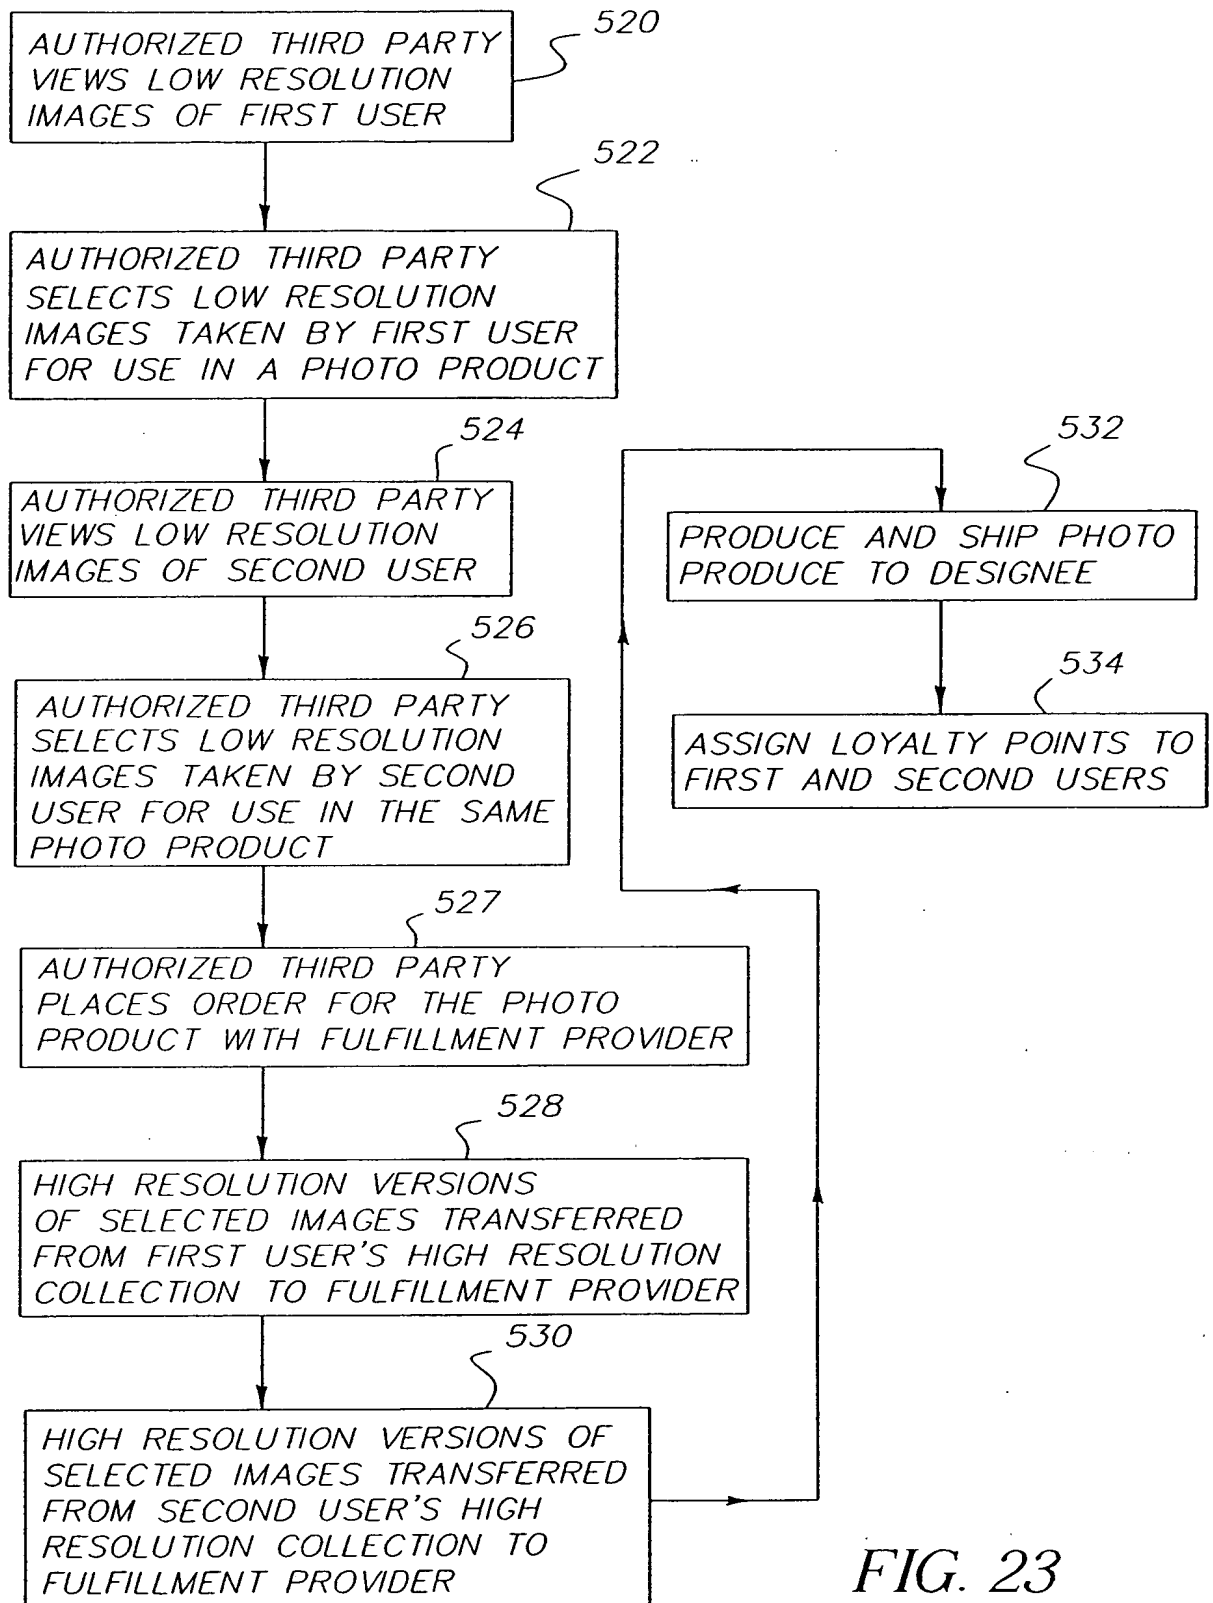 520
AUTHORIZED THIRD PARTY
VIEWS LOW RESOLUTION
IMAGES OF FIRST USER
522
AUTHORIZED THIRD PARTY
SELECTS LOW RESOLUTION
IMAGES TAKEN BY FIRST USER
FOR USE IN A PHOTO PRODUCT
524
AUTHORIZED THIRD PARTY
VIEWS LOW RESOLUTION
IMAGES OF SECOND USER
526
AUTHORIZED THIRD PARTY
SELECTS LOW RESOLUTION
IMAGES TAKEN BY SECOND
USER FOR USE IN THE SAME
PHOTO PRODUCT
527
AUTHORIZED THIRD PARTY
PLACES ORDER FOR THE PHOTO
PRODUCT WITH FULFILLMENT PROVIDER
528
HIGH RESOLUTION VERSIONS
OF SELECTED IMAGES TRANSFERRED
FROM FIRST USER'S HIGH RESOLUTION
COLLECTION TO FULFILLMENT PROVIDER
530
HIGH RESOLUTION VERSIONS OF
SELECTED IMAGES TRANSFERRED
FROM SECOND USER'S HIGH
RESOLUTION COLLECTION TO
FULFILLMENT PROVIDER
532
PRODUCE AND SHIP PHOTO
PRODUCE TO DESIGNEE
534
ASSIGN LOYALTY POINTS TO
FIRST AND SECOND USERS
FIG. 23